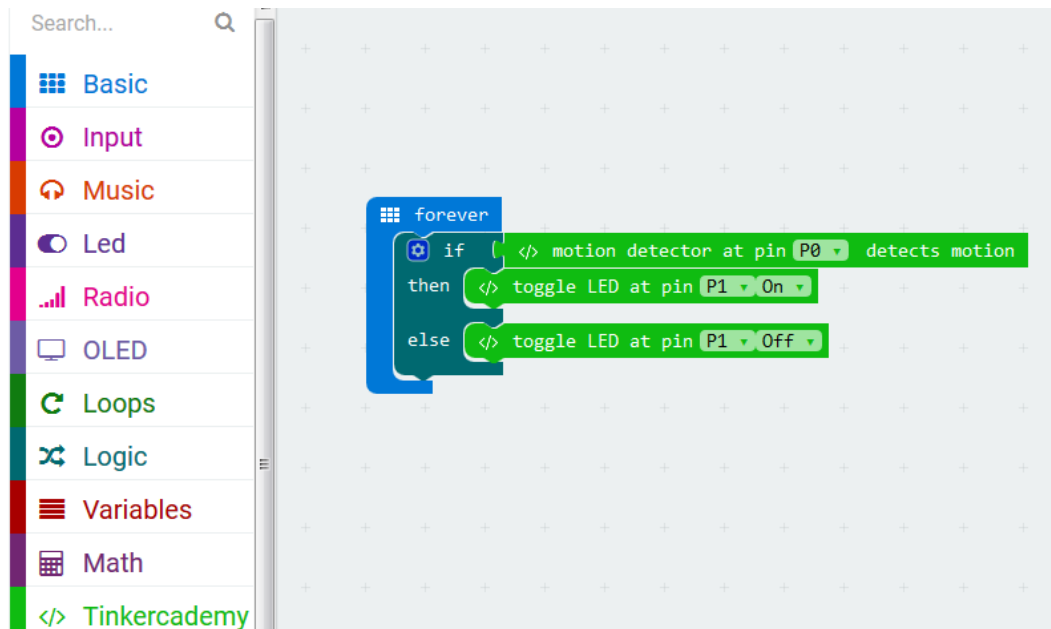 Search...
Basic
Input
Music
Led
Radio
OLED
Loops
Logic
Variables
Math
</> Tinkercademy
forever
if </> motion detector at pin P0 detects motion
then </> toggle LED at pin P1 On
else </> toggle LED at pin P1 Off